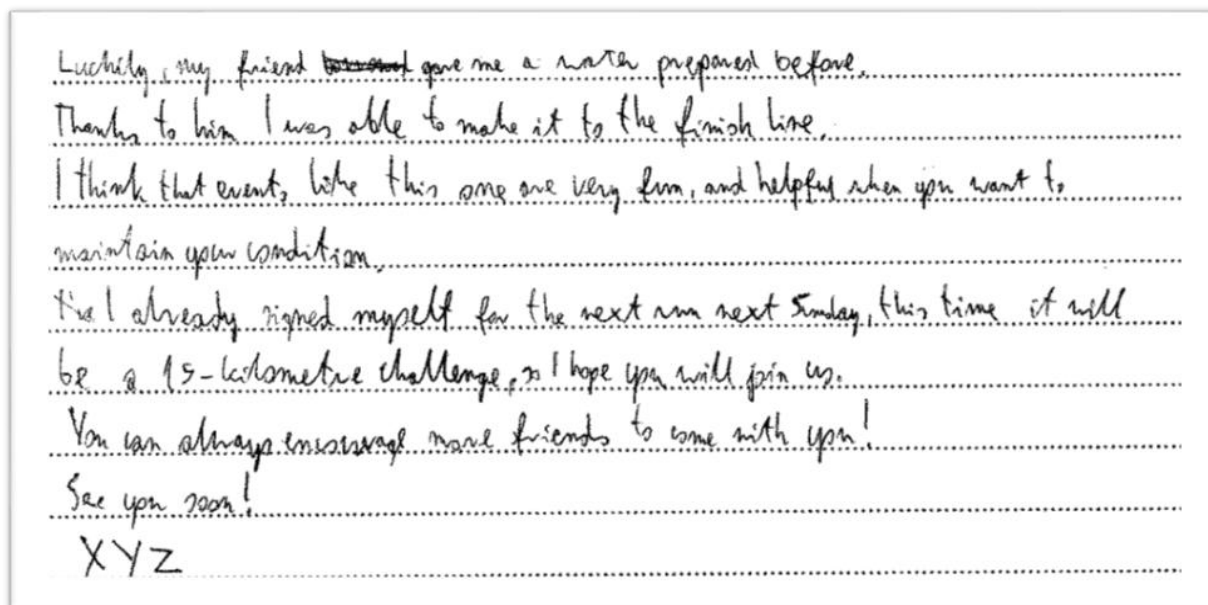 Luckily, my friend gave me a water prepared before.
Thanks to him I was able to make it to the finish line.
I think that events like this one are very fun, and helpful when you want to
maintain your condition.
I already signed myself for the next run next Sunday, this time it will
be a 15-kilometre challenge, so I hope you will join us.
You can always encourage more friends to come with you!
See you soon!
XYZ